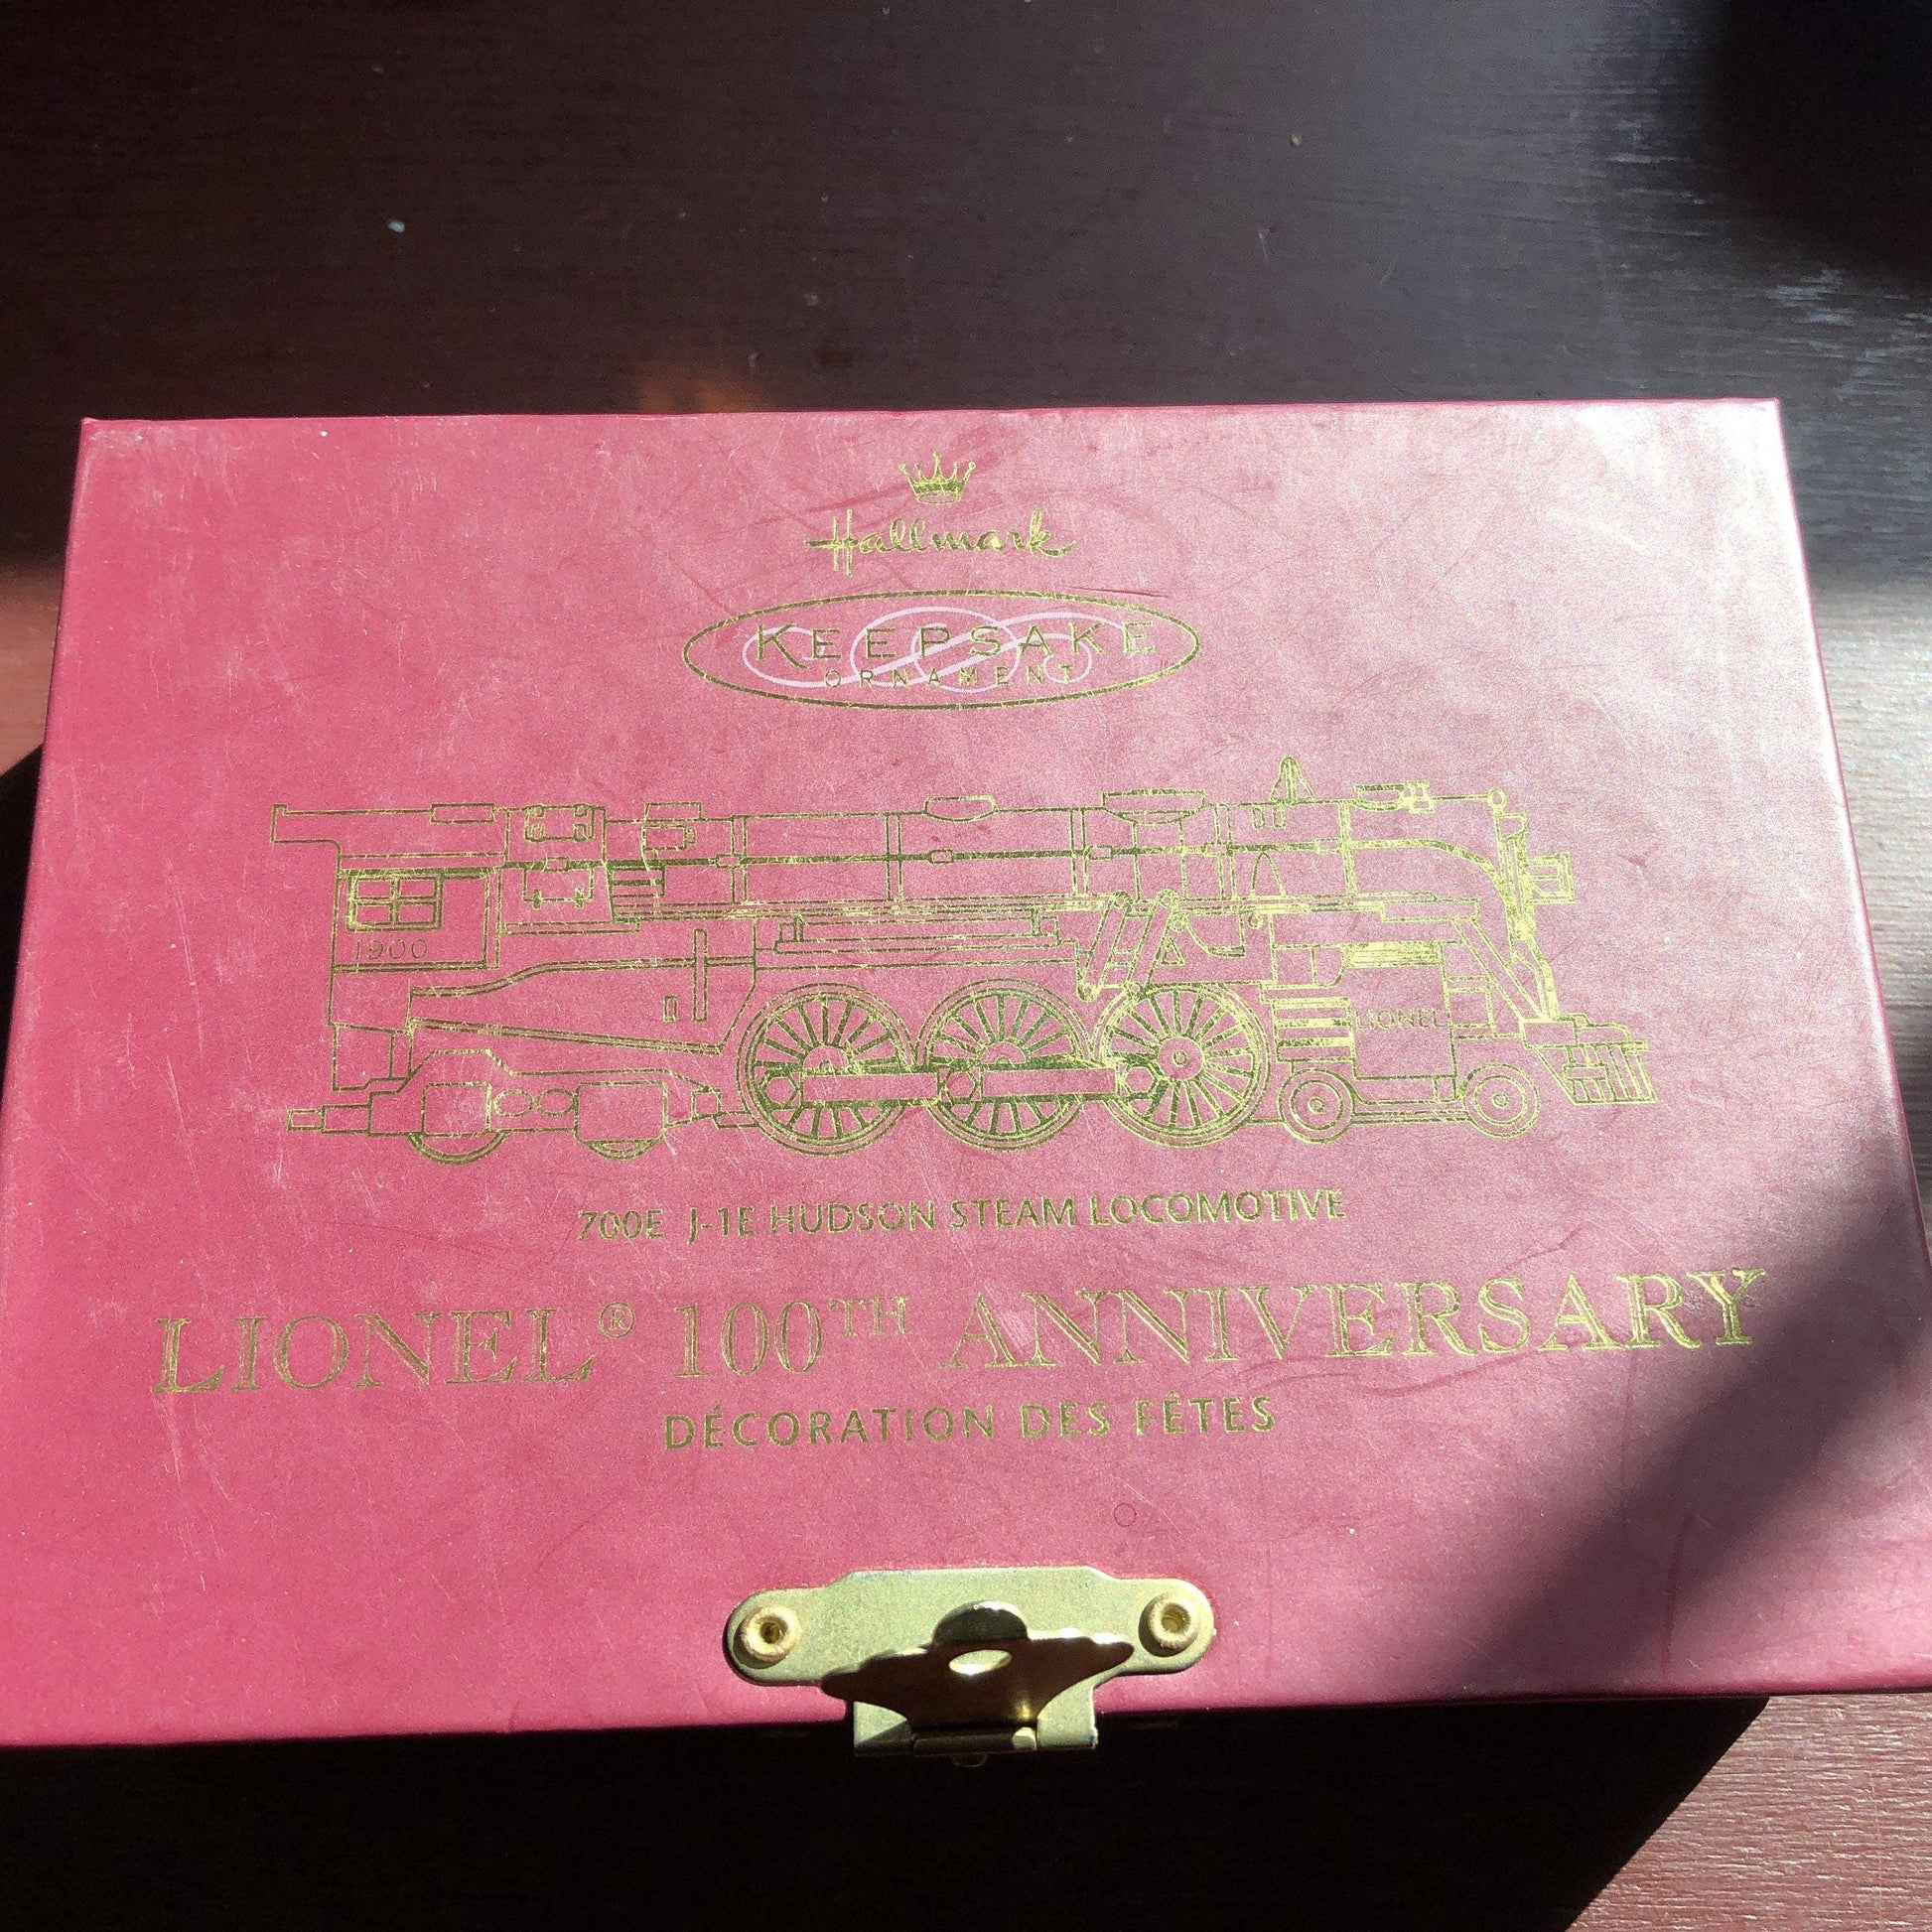 Hallmark
KEEPSAKE
ORNAMENT
1900
LIONEL
700E J-1E HUDSON STEAM LOCOMOTIVE
LIONEL® 100TH ANNIVERSARY
DÉCORATION DES FÊTES